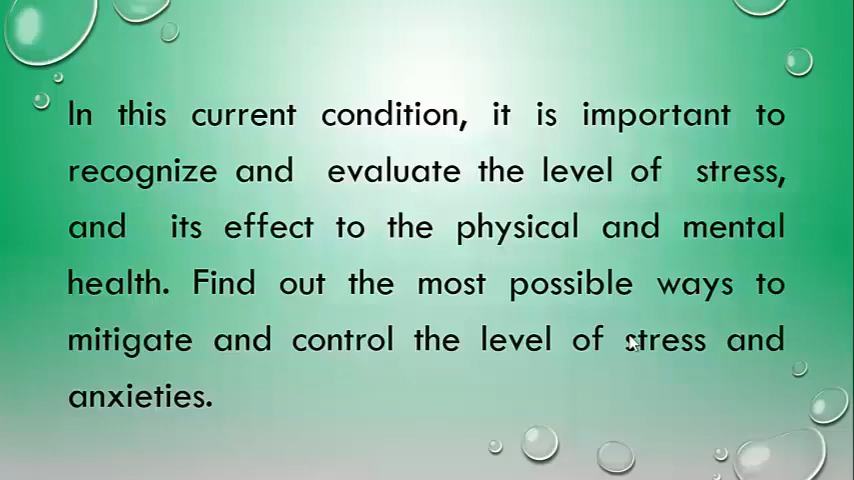 In this current condition, it is important to
recognize and evaluate the level of stress,
and its effect to the physical and mental
health. Find out the most possible ways to
mitigate and control the level of stress and
anxieties.